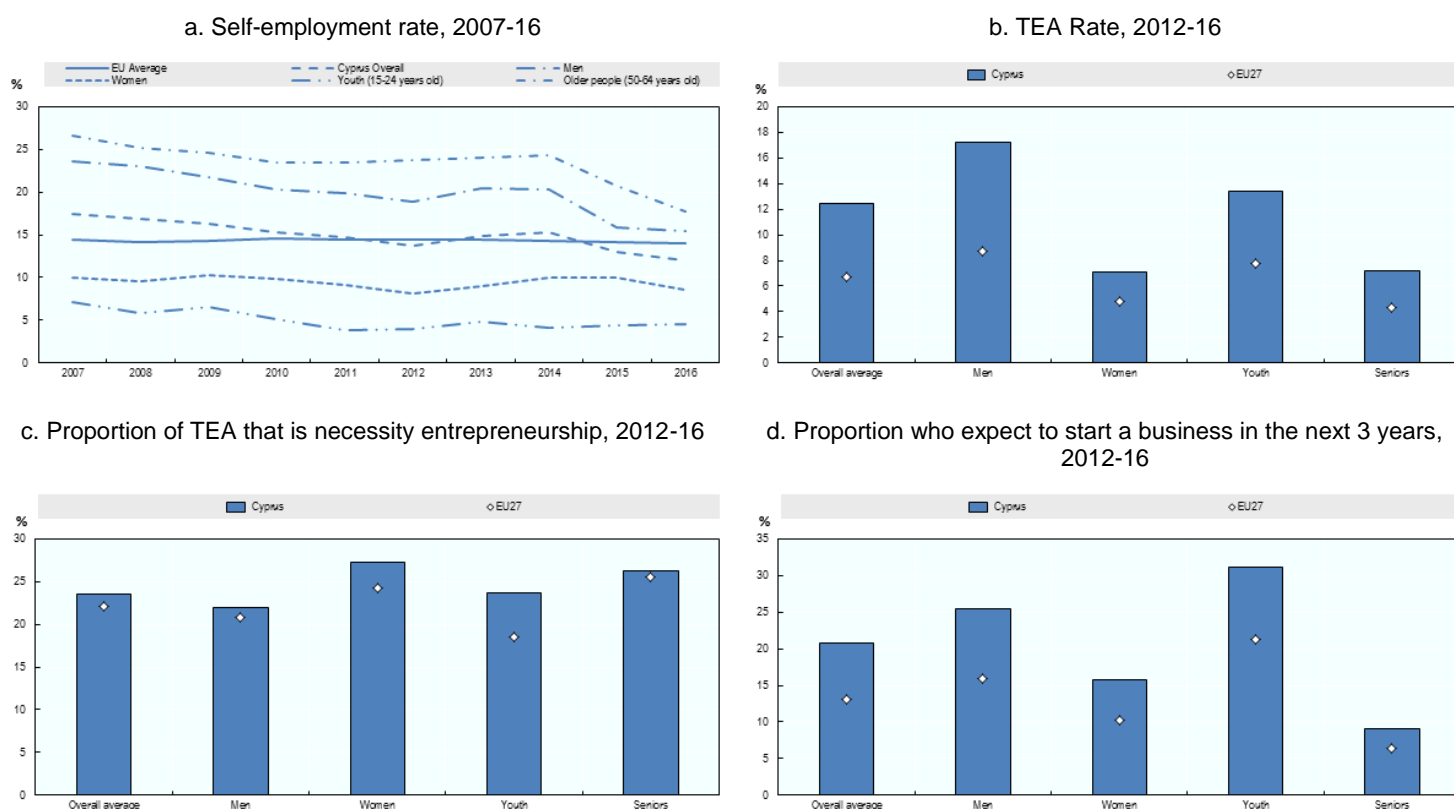 a. Self-employment rate, 2007-16
EU Average
Cyprus Overall
Men
Women
Youth (15-24 years old)
Older people (50-64 years old)
%
30
25
20
15
10
5
0
2007 2008 2009 2010 2011 2012 2013 2014 2015 2016
b. TEA Rate, 2012-16
Cyprus
EU27
%
20
18
16
14
12
10
8
6
4
2
0
Overall average Men Women Youth Seniors
c. Proportion of TEA that is necessity entrepreneurship, 2012-16
Cyprus
EU27
%
30
25
20
15
10
5
0
Overall average Men Women Youth Seniors
d. Proportion who expect to start a business in the next 3 years,
2012-16
Cyprus
EU27
%
35
30
25
20
15
10
5
0
Overall average Men Women Youth Seniors